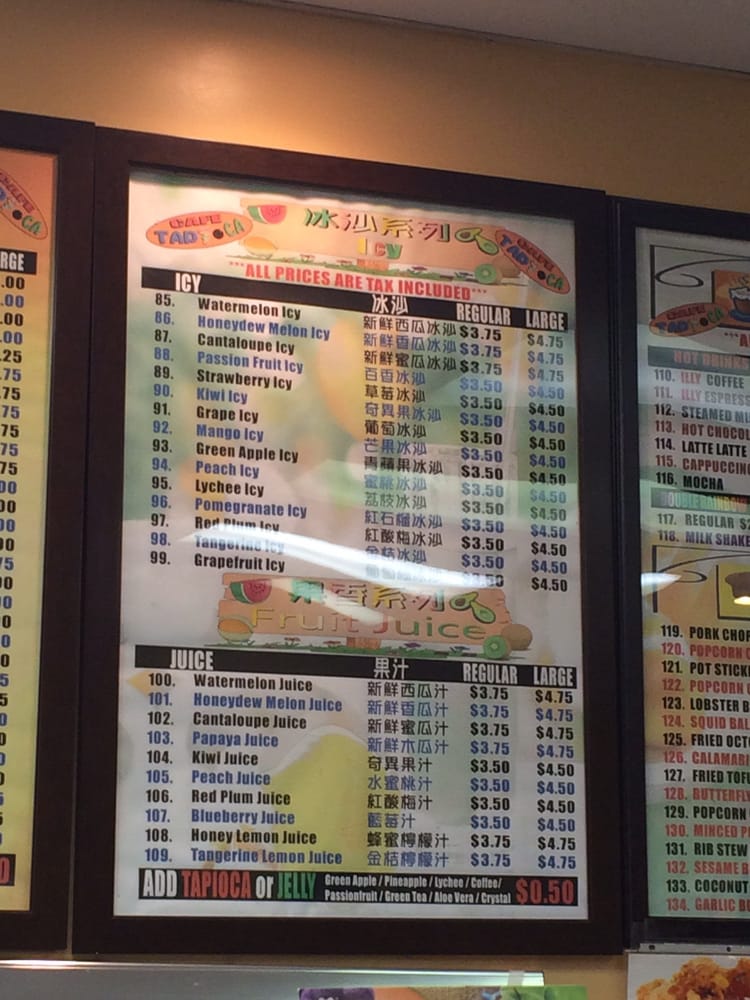 CAFE TAPIOCA
冰沙系列
Icy
CAFE TAPIOCA
***ALL PRICES ARE TAX INCLUDED***
ICY 冰沙 REGULAR LARGE
85. Watermelon Icy 新鮮西瓜冰沙 $3.75 $4.75
86. Honeydew Melon Icy 新鮮香瓜冰沙 $3.75 $4.75
87. Cantaloupe Icy 新鮮蜜瓜冰沙 $3.75 $4.75
88. Passion Fruit Icy 百香冰沙 $3.50 $4.50
89. Strawberry Icy 草莓冰沙 $3.50 $4.50
90. Kiwi Icy 奇異果冰沙 $3.50 $4.50
91. Grape Icy 葡萄冰沙 $3.50 $4.50
92. Mango Icy 芒果冰沙 $3.50 $4.50
93. Green Apple Icy 青蘋果冰沙 $3.50 $4.50
94. Peach Icy 蜜桃冰沙 $3.50 $4.50
95. Lychee Icy 荔枝冰沙 $3.50 $4.50
96. Pomegranate Icy 紅石榴冰沙 $3.50 $4.50
97. Red Plum Icy 紅酸梅冰沙 $3.50 $4.50
98. Tangerine Icy 金桔冰沙 $3.50 $4.50
99. Grapefruit Icy $3.50 $4.50
果香系列
Fruit Juice
JUICE 果汁 REGULAR LARGE
100. Watermelon Juice 新鮮西瓜汁 $3.75 $4.75
101. Honeydew Melon Juice 新鮮香瓜汁 $3.75 $4.75
102. Cantaloupe Juice 新鮮蜜瓜汁 $3.75 $4.75
103. Papaya Juice 新鮮木瓜汁 $3.75 $4.75
104. Kiwi Juice 奇異果汁 $3.50 $4.50
105. Peach Juice 水蜜桃汁 $3.50 $4.50
106. Red Plum Juice 紅酸梅汁 $3.50 $4.50
107. Blueberry Juice 藍莓汁 $3.50 $4.50
108. Honey Lemon Juice 蜂蜜檸檬汁 $3.75 $4.75
109. Tangerine Lemon Juice 金桔檸檬汁 $3.75 $4.75
ADD TAPIOCA or JELLY Green Apple / Pineapple / Lychee / Coffee/
Passionfruit / Green Tea / Aloe Vera / Crystal $0.50
HOT DRINKS
110. ILLY COFFEE
111. ILLY ESPRESS
112. STEAMED MI
113. HOT CHOCOL
114. LATTE LATTE
115. CAPPUCCIN
116. MOCHA
DOUBLE RAINBOW
117. REGULAR $
118. MILK SHAKE
119. PORK CHOP
120. POPCORN C
121. POT STICK
122. POPCORN
123. LOBSTER B
124. SQUID BAL
125. FRIED OCT
126. CALAMARI
127. FRIED TOFU
128. BUTTERFLY
129. POPCORN
130. MINCED P
131. RIB STEW
132. SESAME B
133. COCONUT
134. GARLIC BU